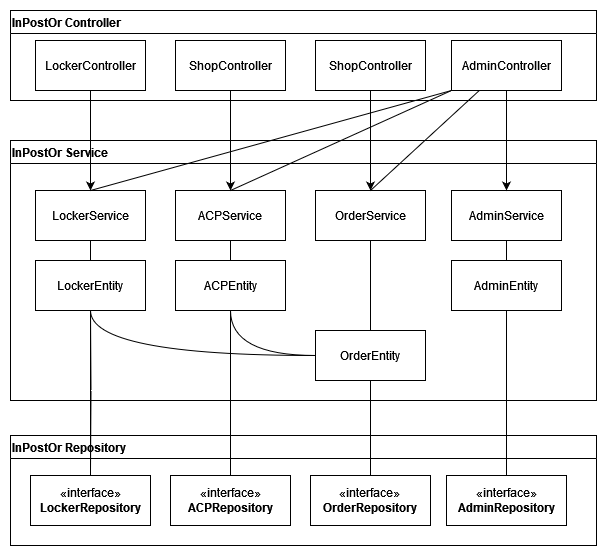 InPostOr Controller
LockerController
ShopController
ShopController
AdminController
InPostOr Service
LockerService
ACPService
OrderService
AdminService
LockerEntity
ACPEntity
AdminEntity
OrderEntity
InPostOr Repository
«interface»
LockerRepository
«interface»
ACPRepository
«interface»
OrderRepository
«interface»
AdminRepository